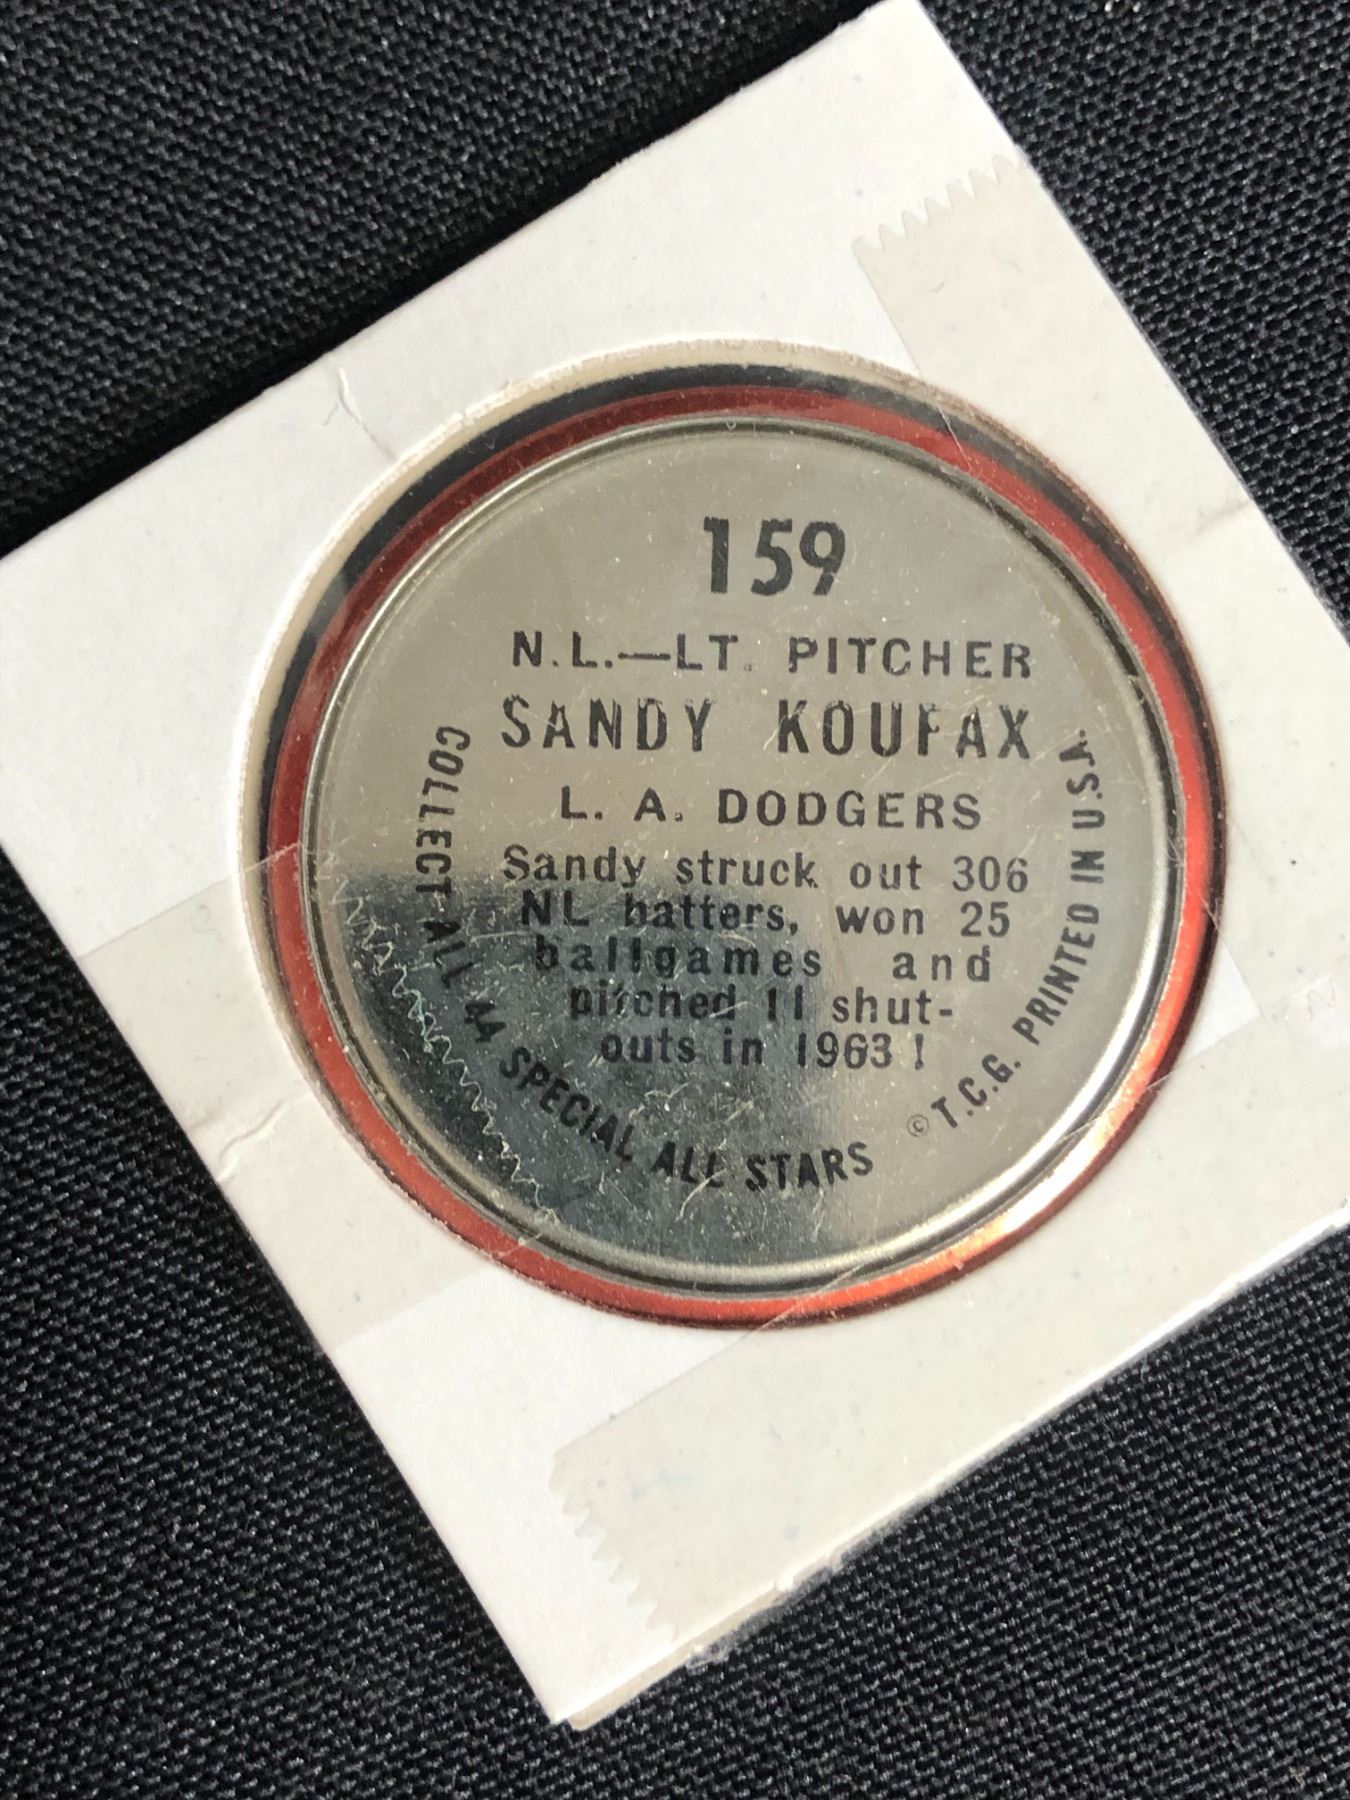 159
N.L.—LT. PITCHER
SANDY KOUFAX
L. A. DODGERS
Sandy struck out 306
NL batters, won 25
ballgames and
pitched 11 shut-
outs in 1963!
COLLECT ALL 44 SPECIAL ALL STARS
© T.C.G. PRINTED IN U.S.A.